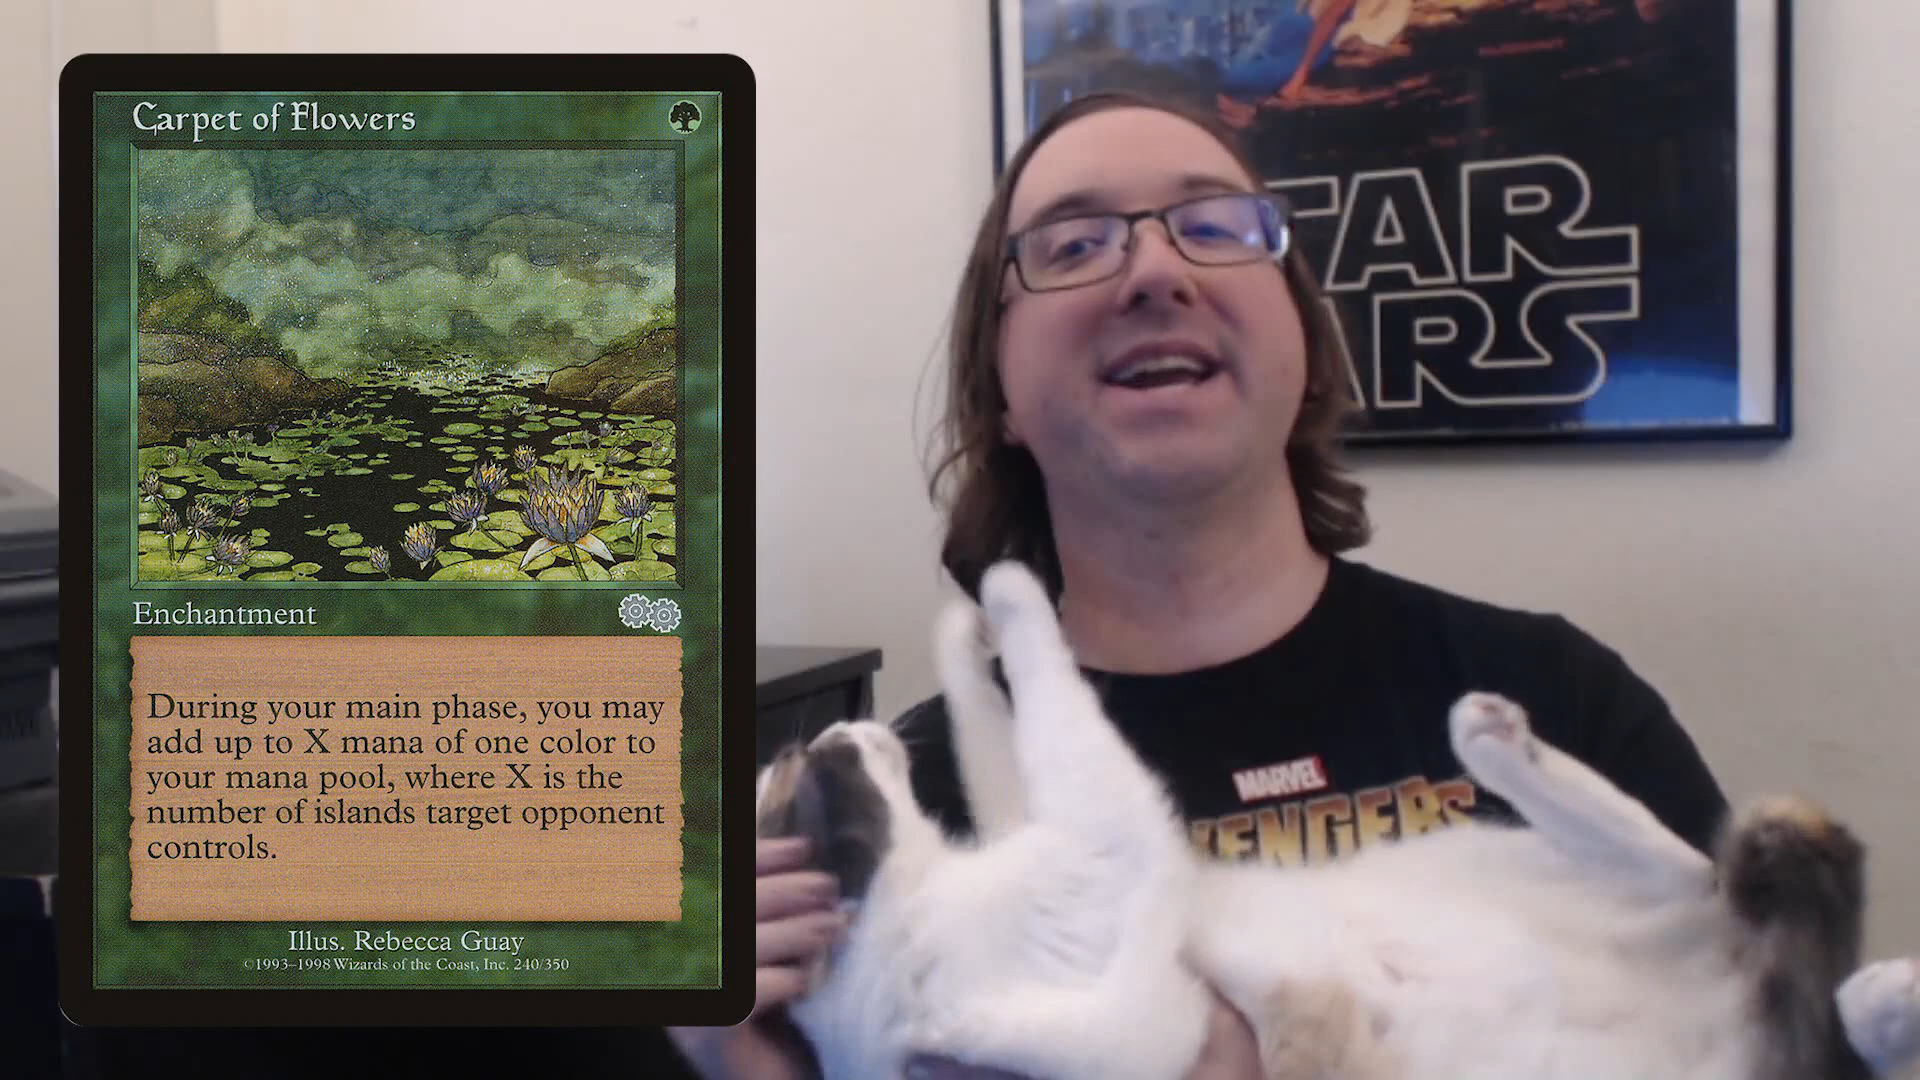 Carpet of Flowers
Enchantment
During your main phase, you may
add up to X mana of one color to
your mana pool, where X is the
number of islands target opponent
controls.
Illus. Rebecca Guay
©1993–1998 Wizards of the Coast, Inc. 240/350
TAR
ARS
MARVEL
ENGERS